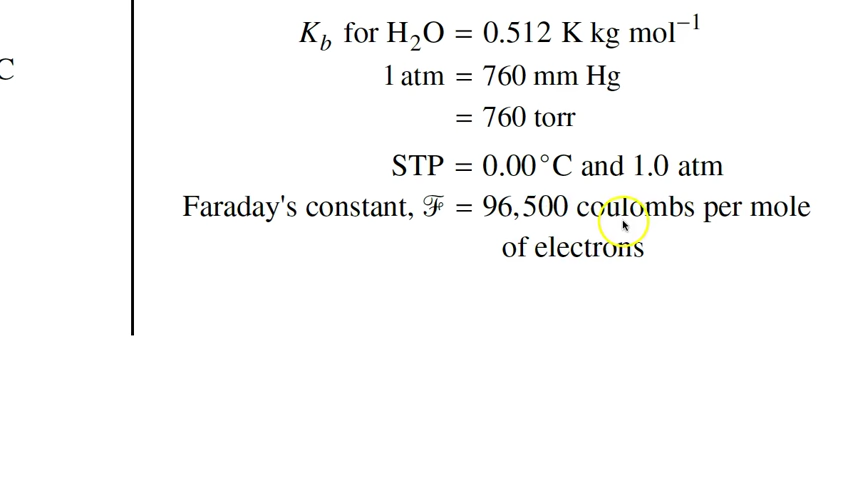 C
K_b for H₂O = 0.512 K kg mol⁻¹
1 atm = 760 mm Hg
= 760 torr
STP = 0.00°C and 1.0 atm
Faraday's constant, ℱ = 96,500 coulombs per mole
of electrons